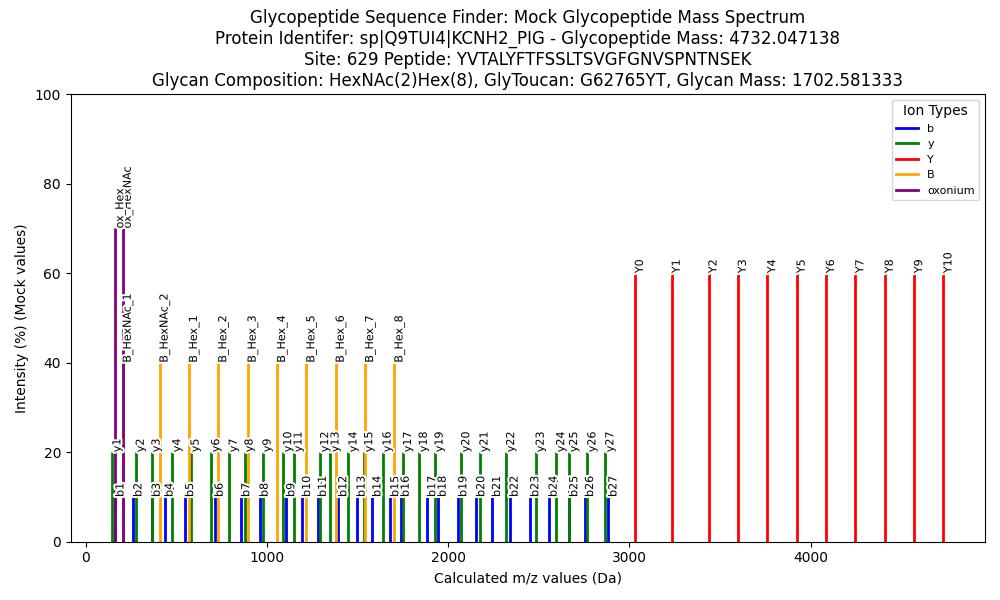 Glycopeptide Sequence Finder: Mock Glycopeptide Mass Spectrum
Protein Identifer: sp|Q9TUI4|KCNH2_PIG - Glycopeptide Mass: 4732.047138
Site: 629 Peptide: YVTALYFTFSSLTSVGFGNVSPNTNSEK
Glycan Composition: HexNAc(2)Hex(8), GlyToucan: G62765YT, Glycan Mass: 1702.581333
Intensity (%) (Mock values)
100
80
60
40
20
0
Ion Types
b
y
Y
B
oxonium
ox_Hex
ox_HexNAc
B_HexNAc_1
B_HexNAc_2
B_Hex_1
B_Hex_2
B_Hex_3
B_Hex_4
B_Hex_5
B_Hex_6
B_Hex_7
B_Hex_8
Y0
Y1
Y2
Y3
Y4
Y5
Y6
Y7
Y8
Y9
Y10
y1
y2
y3
y4
y5
y6
y7
y8
y9
y10
y11
y12
y13
y14
y15
y16
y17
y18
y19
y20
y21
y22
y23
y24
y25
y26
y27
b1
b2
b3
b4
b5
b6
b7
b8
b9
b10
b11
b12
b13
b14
b15
b16
b17
b18
b19
b20
b21
b22
b23
b24
b25
b26
b27
0
1000
2000
3000
4000
Calculated m/z values (Da)